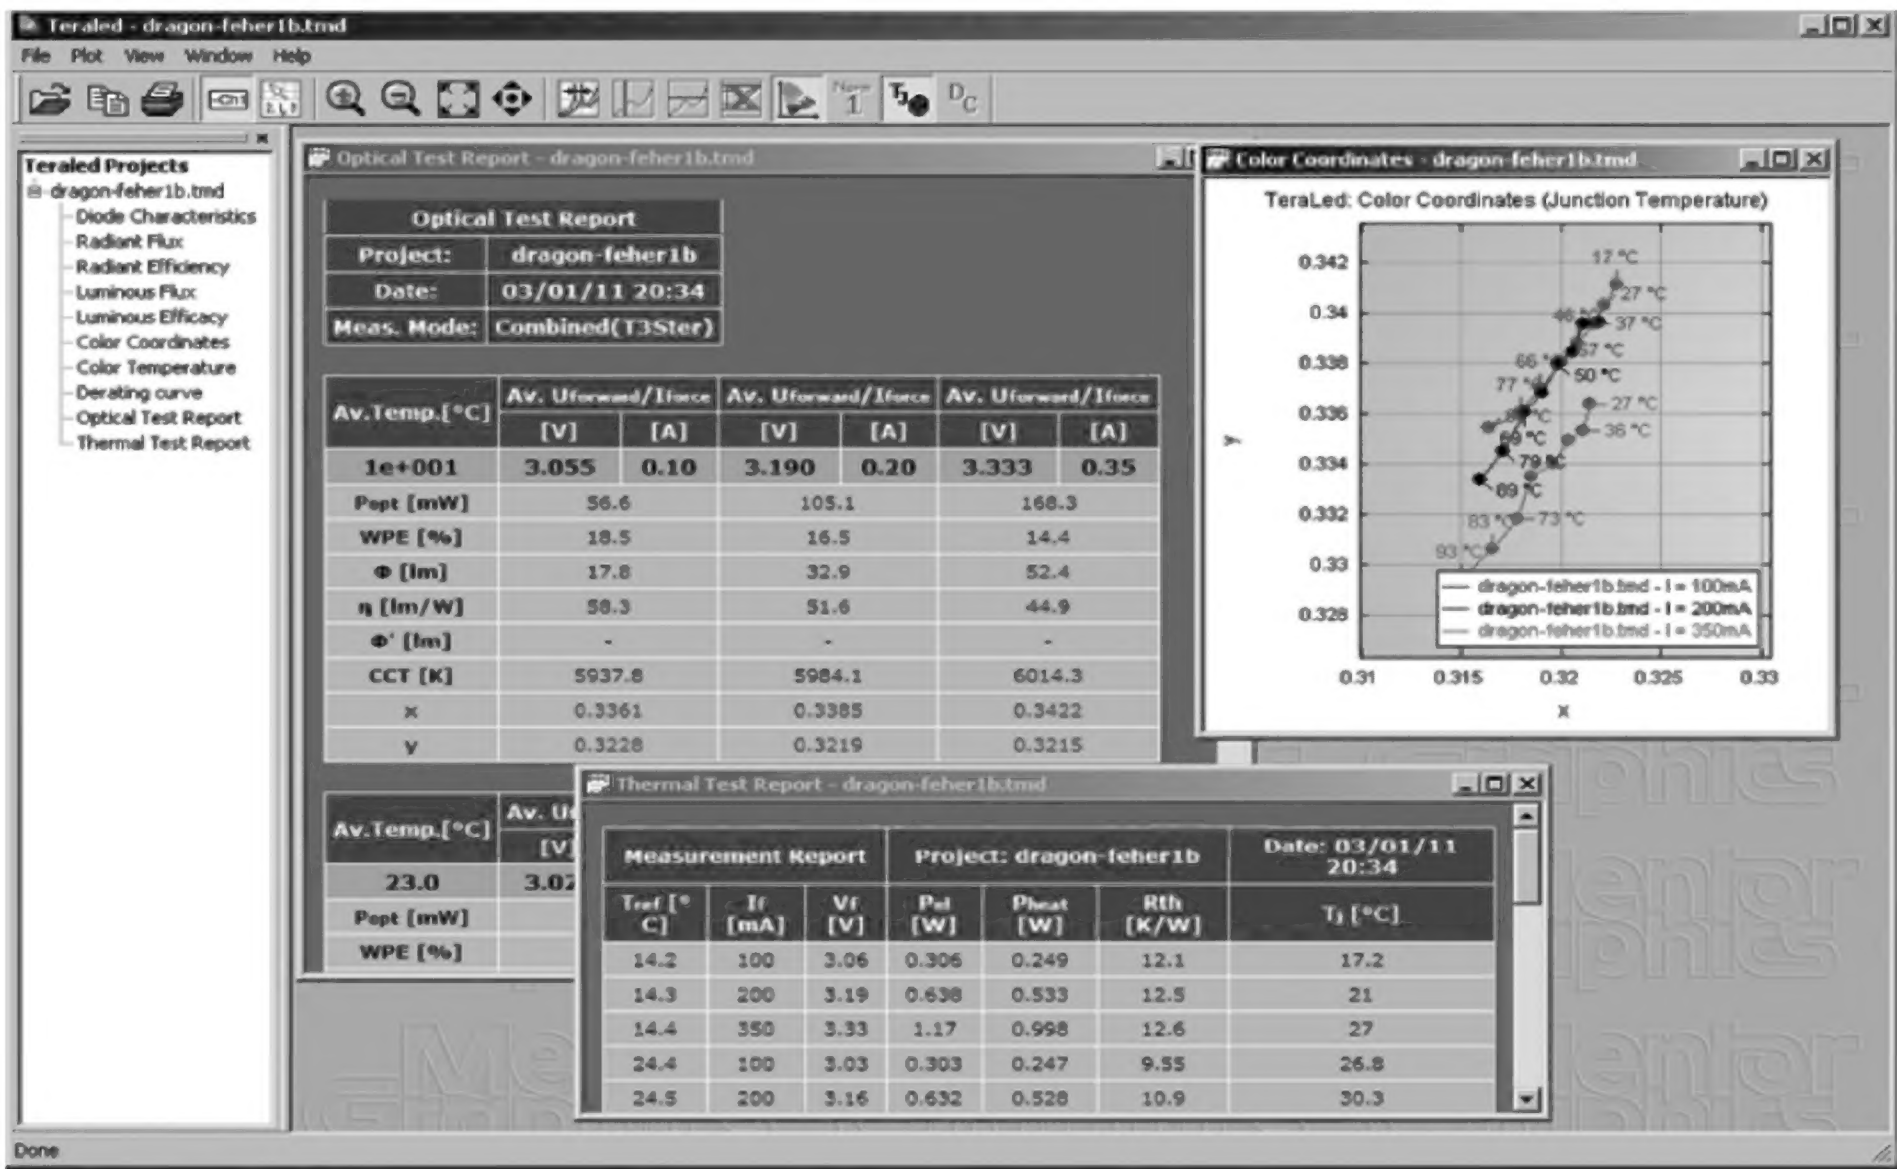 Teraled - dragon-feher1b.tmd
File Plot View Window Help
Norm 1 Tj DC
Teraled Projects
dragon-feher1b.tmd
Diode Characteristics
Radiant Flux
Radiant Efficiency
Luminous Flux
Luminous Efficacy
Color Coordinates
Color Temperature
Derating curve
Optical Test Report
Thermal Test Report
Optical Test Report - dragon-feher1b.tmd
Optical Test Report
Project: dragon-feher1b
Date: 03/01/11 20:34
Meas. Mode: Combined(T3Ster)
Av.Temp.[°C] Av. Uforward/Iforce Av. Uforward/Iforce Av. Uforward/Iforce
[V] [A] [V] [A] [V] [A]
1e+001 3.055 0.10 3.190 0.20 3.333 0.35
Popt [mW] 56.6 105.1 168.3
WPE [%] 18.5 16.5 14.4
Φ [lm] 17.8 32.9 52.4
η [lm/W] 58.3 51.6 44.9
Φ' [lm] - - -
CCT [K] 5937.8 5984.1 6014.3
x 0.3361 0.3385 0.3422
y 0.3228 0.3219 0.3215
Av.Temp.[°C] Av.
[V]
23.0 3.02
Popt [mW]
WPE [%]
Color Coordinates - dragon-feher1b.tmd
TeraLed: Color Coordinates (Junction Temperature)
0.342
0.34
0.338
0.336
0.334
0.332
0.33
0.328
y
17 °C
27 °C
37 °C
66 °C
50 °C
77
27 °C
36 °C
69 °C
79 °C
83 °C
73 °C
93 °C
dragon-feher1b.tmd - I = 100mA
dragon-feher1b.tmd - I = 200mA
dragon-feher1b.tmd - I = 350mA
0.31 0.315 0.32 0.325 0.33
x
Thermal Test Report - dragon-feher1b.tmd
Measurement Report Project: dragon-feher1b Date: 03/01/11
20:34
Tref [° If Vf Pel Pheat Rth Tj [°C]
C] [mA] [V] [W] [W] [K/W]
14.2 100 3.06 0.306 0.249 12.1 17.2
14.3 200 3.19 0.638 0.533 12.5 21
14.4 350 3.33 1.17 0.998 12.6 27
24.4 100 3.03 0.303 0.247 9.55 26.8
24.5 200 3.16 0.632 0.528 10.9 30.3
Done